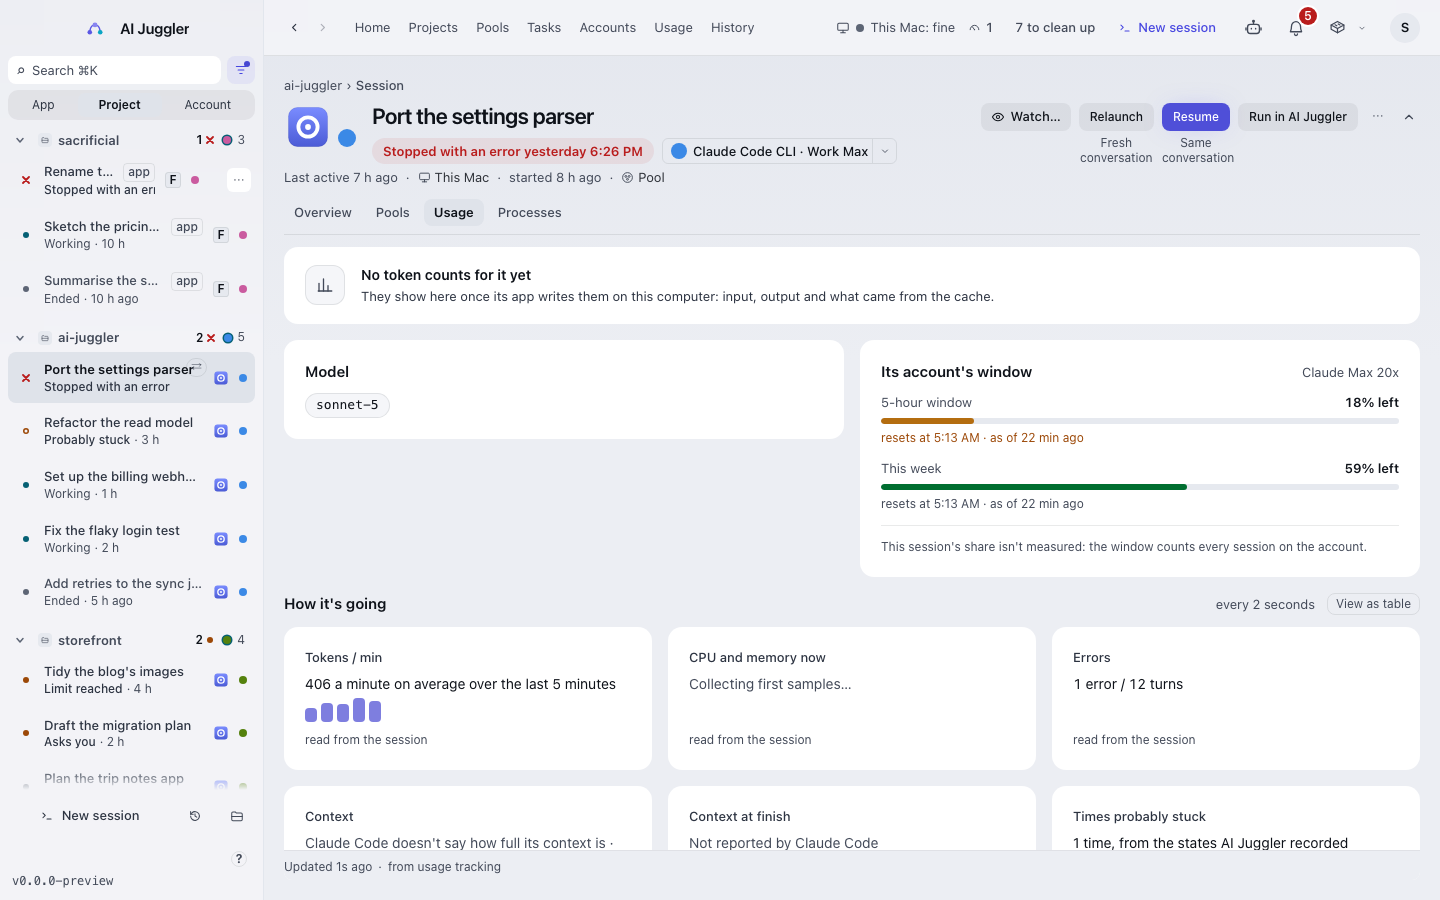 AI Juggler
Search ⌘K
App Project Account
sacrificial 1 3
Rename t... app F
Stopped with an err
Sketch the pricin... app
Working · 10 h F
Summarise the s... app
Ended · 10 h ago F
ai-juggler 2 5
Port the settings parser
Stopped with an error
Refactor the read model
Probably stuck · 3 h
Set up the billing webh...
Working · 1 h
Fix the flaky login test
Working · 2 h
Add retries to the sync j...
Ended · 5 h ago
storefront 2 4
Tidy the blog's images
Limit reached · 4 h
Draft the migration plan
Asks you · 2 h
Plan the trip notes app
New session
?
v0.0.0-preview
Home Projects Pools Tasks Accounts Usage History
This Mac: fine 1 7 to clean up New session 5 S
ai-juggler › Session
Port the settings parser
Stopped with an error yesterday 6:26 PM Claude Code CLI · Work Max
Last active 7 h ago · This Mac · started 8 h ago · Pool
Watch... Relaunch Resume Run in AI Juggler ...
Fresh conversation Same conversation
Overview Pools Usage Processes
No token counts for it yet
They show here once its app writes them on this computer: input, output and what came from the cache.
Model
sonnet-5
Its account's window Claude Max 20x
5-hour window 18% left
resets at 5:13 AM · as of 22 min ago
This week 59% left
resets at 5:13 AM · as of 22 min ago
This session's share isn't measured: the window counts every session on the account.
How it's going every 2 seconds View as table
Tokens / min
406 a minute on average over the last 5 minutes
read from the session
CPU and memory now
Collecting first samples...
read from the session
Errors
1 error / 12 turns
read from the session
Context
Claude Code doesn't say how full its context is ·
Context at finish
Not reported by Claude Code
Times probably stuck
1 time, from the states AI Juggler recorded
Updated 1s ago · from usage tracking